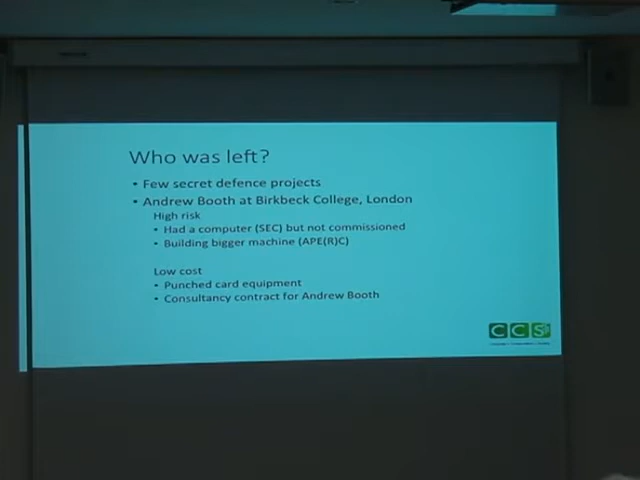 Who was left?
• Few secret defence projects
• Andrew Booth at Birkbeck College, London
High risk
• Had a computer (SEC) but not commissioned
• Building bigger machine (APE(R)C)
Low cost
• Punched card equipment
• Consultancy contract for Andrew Booth
CCS